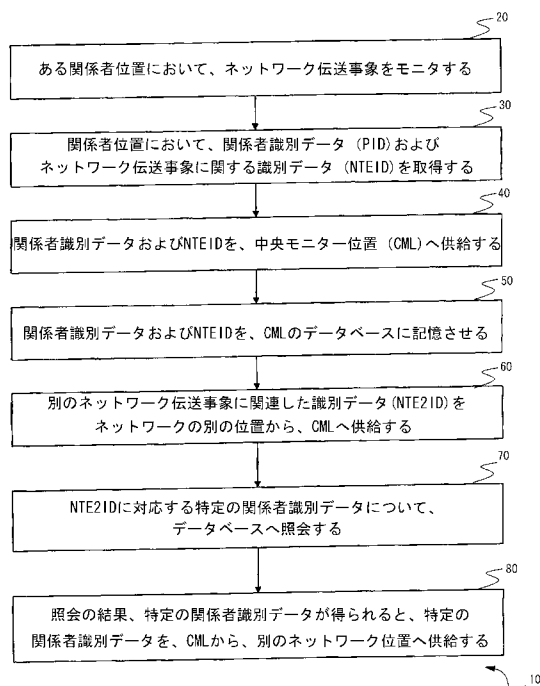 20
ある関係者位置において、ネットワーク伝送事象をモニタする
30
関係者位置において、関係者識別データ (PID)および
ネットワーク伝送事象に関する識別データ (NTEID)を取得する
40
関係者識別データおよびNTEIDを、中央モニター位置 (CML)へ供給する
50
関係者識別データおよびNTEIDを、CMLのデータベースに記憶させる
60
別のネットワーク伝送事象に関連した識別データ(NTE2ID)を
ネットワークの別の位置から、CMLへ供給する
70
NTE2IDに対応する特定の関係者識別データについて、
データベースへ照会する
80
照会の結果、特定の関係者識別データが得られると、特定の
関係者識別データを、CMLから、別のネットワーク位置へ供給する
10